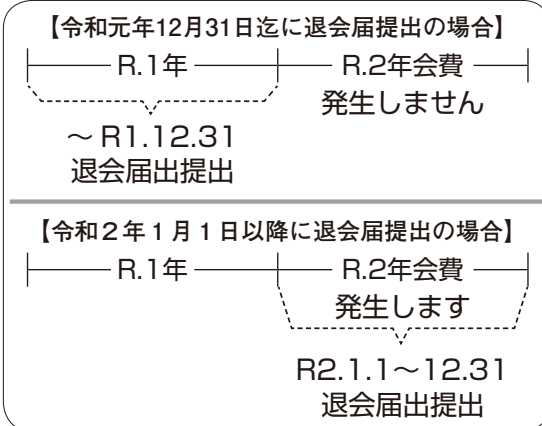 【令和元年12月31日迄に退会届提出の場合】
R.1年 R.2年会費
発生しません
～R1.12.31
退会届出提出
【令和２年１月１日以降に退会届提出の場合】
R.1年 R.2年会費
発生します
R2.1.1～12.31
退会届出提出